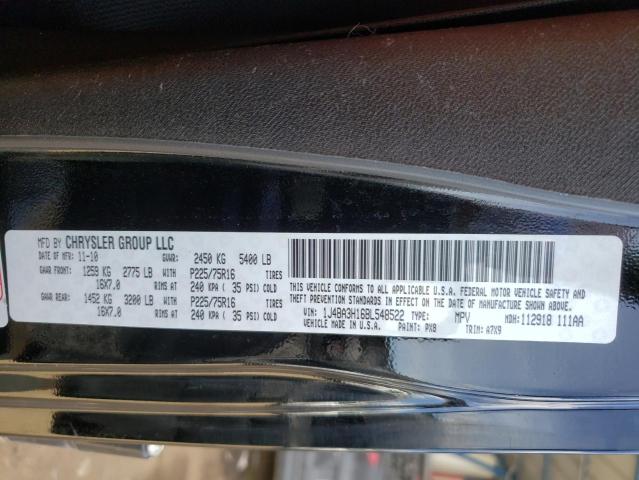 MFD BY CHRYSLER GROUP LLC
DATE OF MFR: 11-10 GVWR: 2450 KG 5400 LB
GAWR FRONT: 1259 KG 2775 LB WITH P225/75R16 TIRES
16X7.0 RIMS AT 240 KPA ( 35 PSI) COLD
GAWR REAR: 1452 KG 3200 LB WITH P225/75R16 TIRES
16X7.0 RIMS AT 240 KPA ( 35 PSI) COLD
THIS VEHICLE CONFORMS TO ALL APPLICABLE U.S.A. FEDERAL MOTOR VEHICLE SAFETY AND
THEFT PREVENTION STANDARDS IN EFFECT ON THE DATE OF MANUFACTURE SHOWN ABOVE.
VIN: 1J4BA3H16BL548522 TYPE: MPV MDH: 112918 111AA
VEHICLE MADE IN U.S.A. PAINT: PX8 TRIM: A7X9